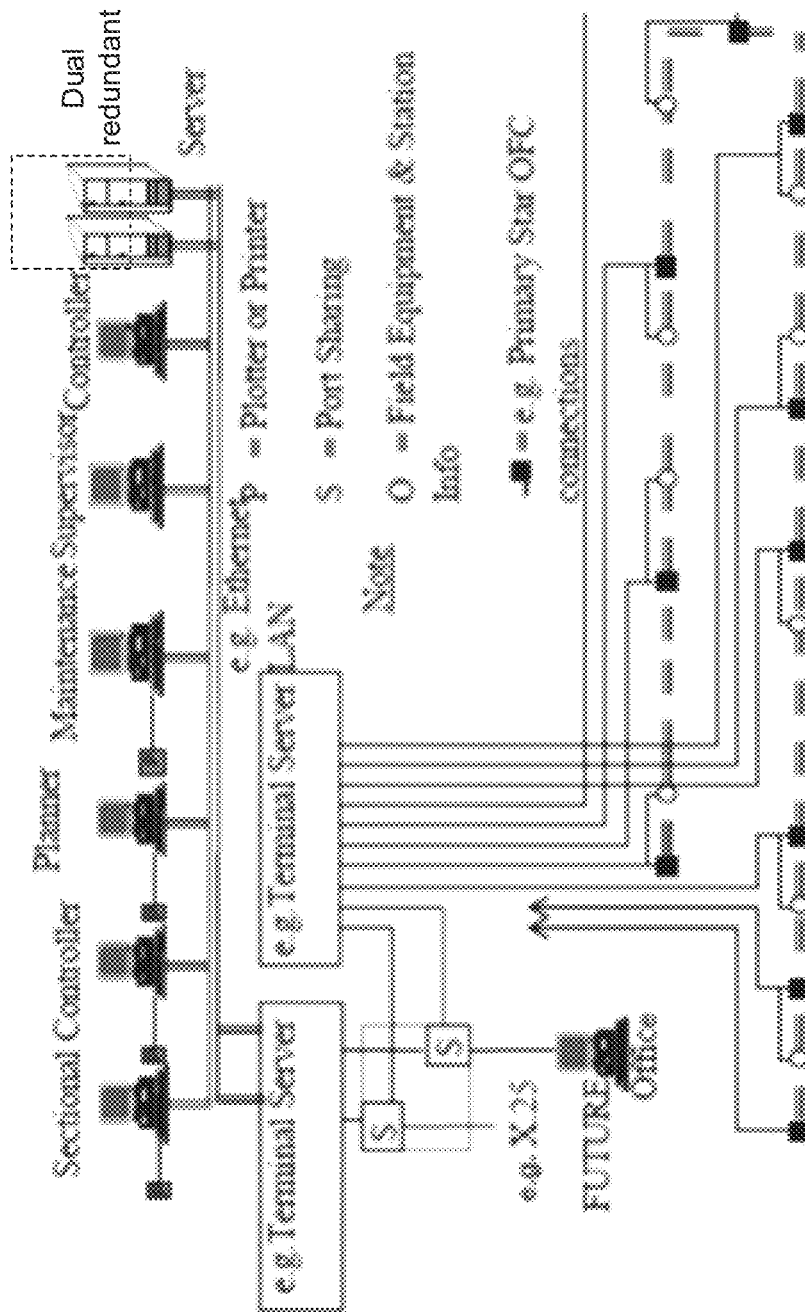 Dual
redundant
Server
Sectional Controller
Planner
Maintenance Supervisor
Controller
e.g. Ethernet
LAN
e.g. Terminal Server
e.g. Terminal Server
P = Plotter or Printer
S = Port Sharing
Note
O = Field Equipment & Station
Info
= e.g. Primary Star OFC
connections
S
S
e.g. X.25
FUTURE
Office